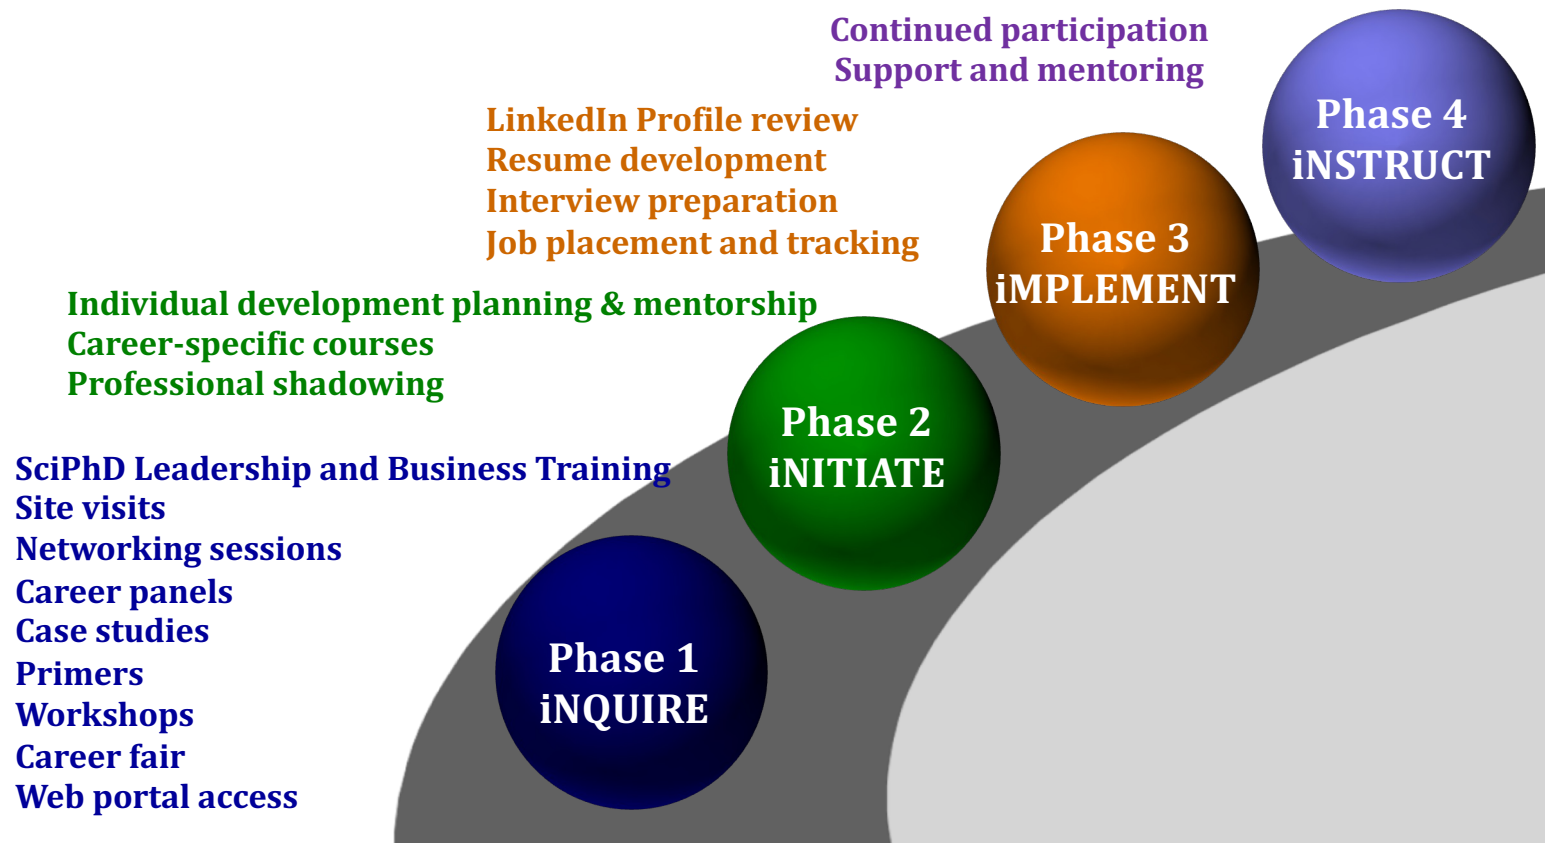 Continued participation
Support and mentoring
Phase 4
iNSTRUCT
LinkedIn Profile review
Resume development
Interview preparation
Job placement and tracking
Phase 3
iMPLEMENT
Individual development planning & mentorship
Career-specific courses
Professional shadowing
Phase 2
iNITIATE
SciPhD Leadership and Business Training
Site visits
Networking sessions
Career panels
Case studies
Primers
Workshops
Career fair
Web portal access
Phase 1
iNQUIRE